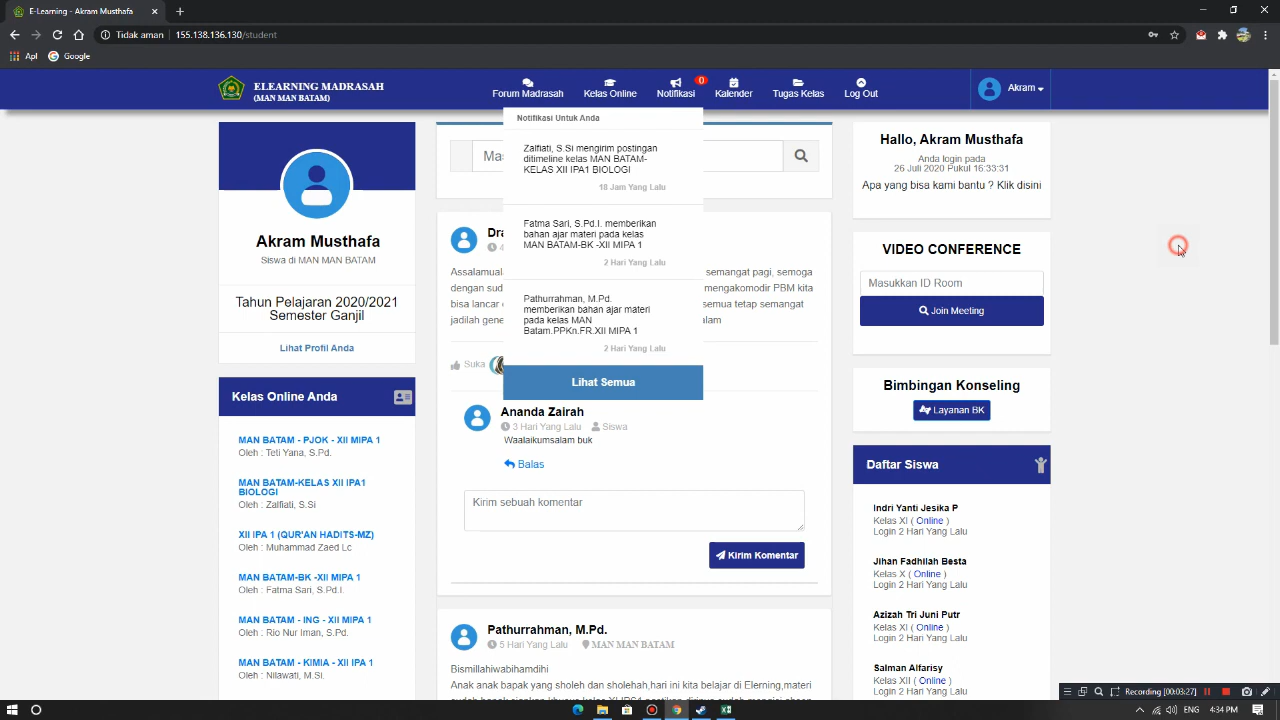 E-Learning - Akram Musthafa
Tidak aman
155.138.136.130/student
Apl
Google
ELEARNING MADRASAH
(MAN MAN BATAM)
Forum Madrasah
Kelas Online
Notifikasi
0
Kalender
Tugas Kelas
Log Out
Akram
Akram Musthafa
Siswa di MAN MAN BATAM
Tahun Pelajaran 2020/2021
Semester Ganjil
Lihat Profil Anda
Kelas Online Anda
MAN BATAM - PJOK - XII MIPA 1
Oleh : Teti Yana, S.Pd.
MAN BATAM-KELAS XII IPA1
BIOLOGI
Oleh : Zalfiati, S.Si
XII IPA 1 (QUR'AN HADITS-MZ)
Oleh : Muhammad Zaed Lc
MAN BATAM-BK -XII MIPA 1
Oleh : Fatma Sari, S.Pd.I.
MAN BATAM - ING - XII MIPA 1
Oleh : Rio Nur Iman, S.Pd.
MAN BATAM - KIMIA - XII IPA 1
Oleh : Nilawati, M.Si.
Notifikasi Untuk Anda
Zalfiati, S.Si mengirim postingan
ditimeline kelas MAN BATAM-
KELAS XII IPA1 BIOLOGI
18 Jam Yang Lalu
Fatma Sari, S.Pd.I. memberikan
bahan ajar materi pada kelas
MAN BATAM-BK -XII MIPA 1
2 Hari Yang Lalu
Pathurrahman, M.Pd.
memberikan bahan ajar materi
pada kelas MAN
Batam.PPKn.FR.XII MIPA 1
2 Hari Yang Lalu
Lihat Semua
Assalamual
semangat pagi, semoga
dengan sud
mengakomodir PBM kita
bisa lancar
semua tetap semangat
jadilah gene
alam
Suka
Ananda Zairah
3 Hari Yang Lalu
Siswa
Waalaikumsalam buk
Balas
Kirim sebuah komentar
Kirim Komentar
Pathurrahman, M.Pd.
5 Hari Yang Lalu
MAN MAN BATAM
Bismillahiwabihamdihi
Anak anak bapak yang sholeh dan sholehah,hari ini kita belajar di Elerning,materi
Hallo, Akram Musthafa
Anda login pada
26 Juli 2020 Pukul 16:33:31
Apa yang bisa kami bantu ? Klik disini
VIDEO CONFERENCE
Masukkan ID Room
Join Meeting
Bimbingan Konseling
Layanan BK
Daftar Siswa
Indri Yanti Jesika P
Kelas XI ( Online )
Login 2 Hari Yang Lalu
Jihan Fadhilah Besta
Kelas X ( Online )
Login 2 Hari Yang Lalu
Azizah Tri Juni Putr
Kelas XI ( Online )
Login 2 Hari Yang Lalu
Salman Alfarisy
Kelas XII ( Online )
Login 2 Hari Yang Lalu
Recording [00:03:27]
ENG
4:34 PM